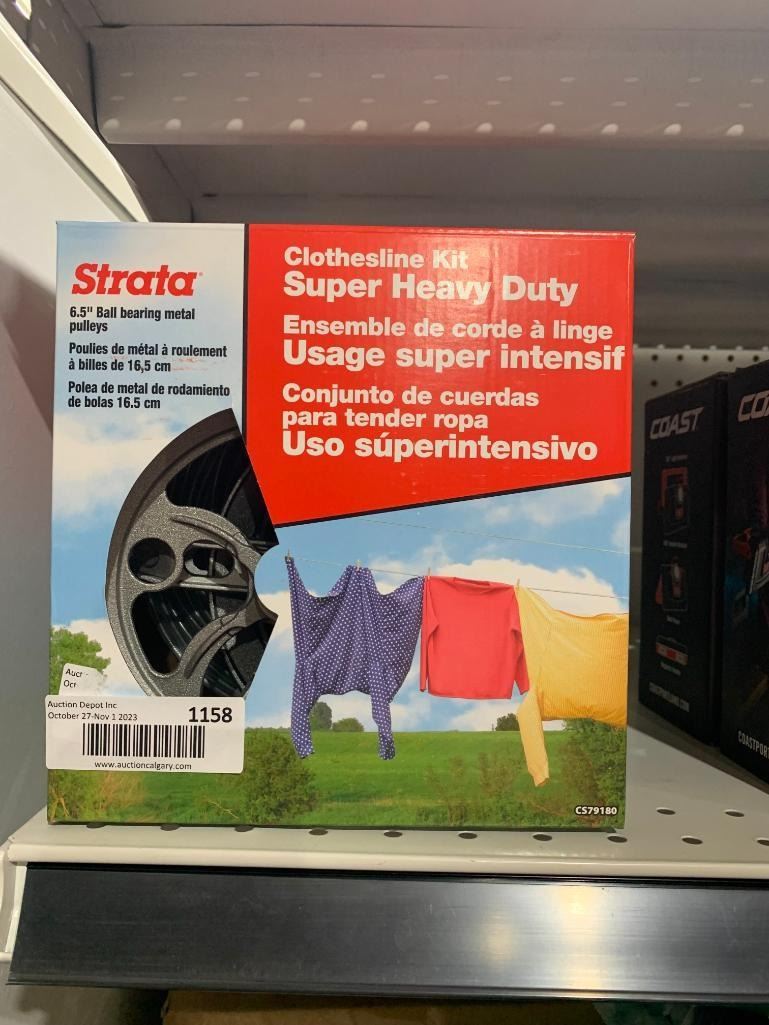 Strata
6.5" Ball bearing metal
pulleys
Poulies de métal à roulement
à billes de 16,5 cm
Polea de metal de rodamiento
de bolas 16.5 cm
Clothesline Kit
Super Heavy Duty
Ensemble de corde à linge
Usage super intensif
Conjunto de cuerdas
para tender ropa
Uso súperintensivo
Auction Depot Inc
October 27-Nov 1 2023
1158
www.auctioncalgary.com
CS79180
COAST